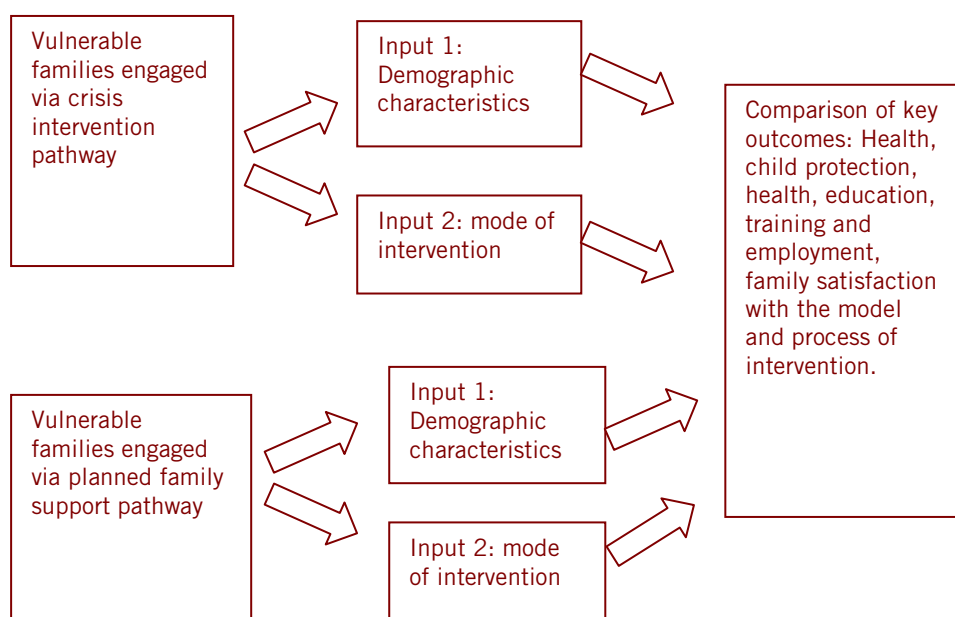 Vulnerable
families engaged
via crisis
intervention
pathway
Input 1:
Demographic
characteristics
Input 2: mode of
intervention
Comparison of key
outcomes: Health,
child protection,
health, education,
training and
employment,
family satisfaction
with the model
and process of
intervention.
Vulnerable
families engaged
via planned family
support pathway
Input 1:
Demographic
characteristics
Input 2: mode
of intervention